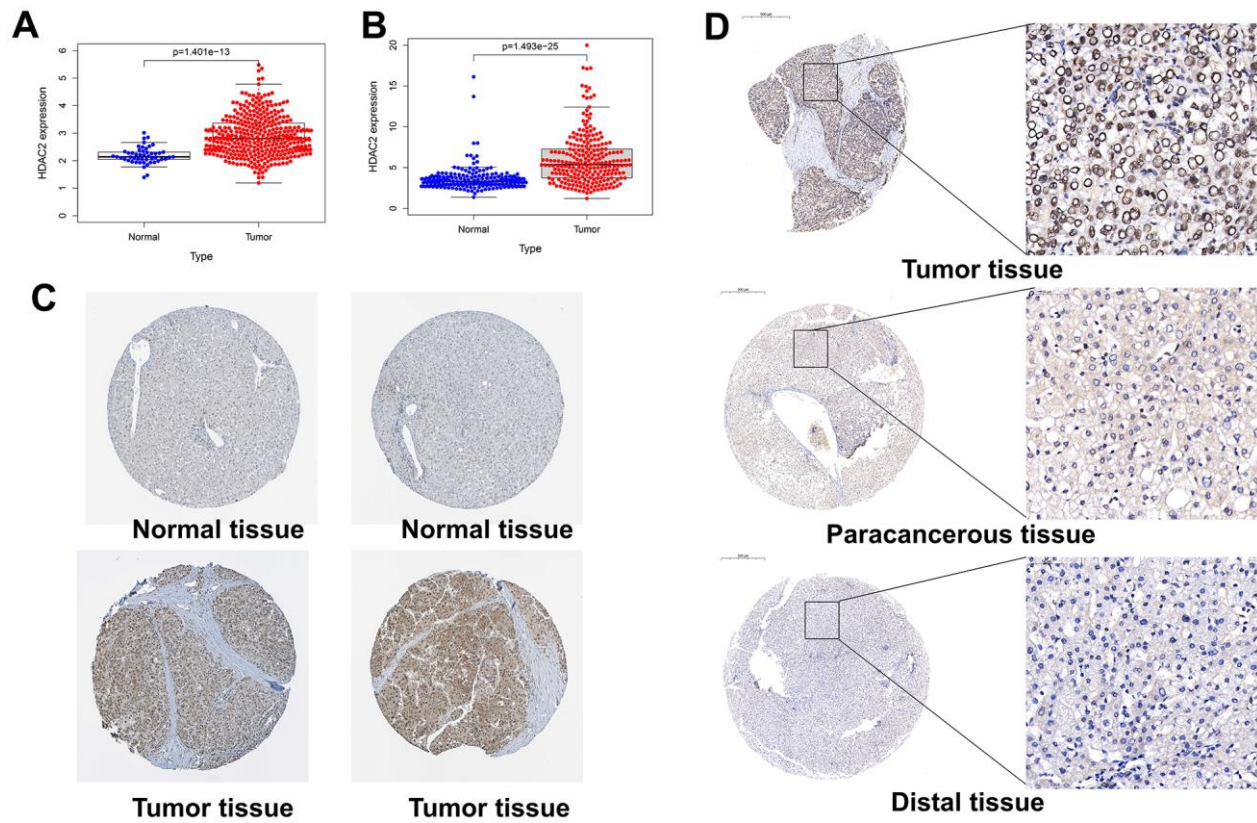 A
HDAC2 expression
6
5
4
3
2
1
0
p=1.401e−13
Normal
Tumor
Type
B
HDAC2 expression
20
15
10
5
0
p=1.493e−25
Normal
Tumor
Type
C
Normal tissue
Normal tissue
Tumor tissue
Tumor tissue
D
Tumor tissue
Paracancerous tissue
Distal tissue